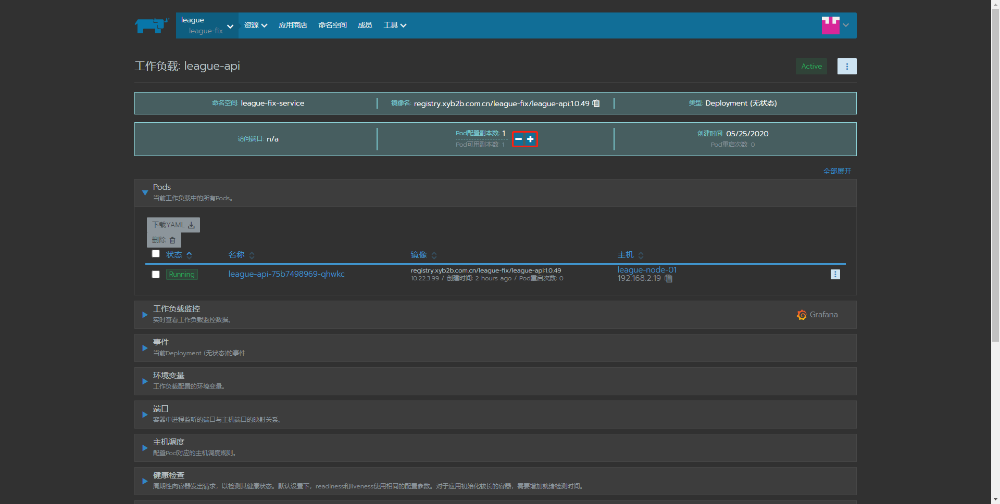 league
league-fix
资源
应用商店
命名空间
成员
工具
工作负载: league-api
Active
命名空间: league-fix-service
镜像名: registry.xyb2b.com.cn/league-fix/league-api:1.0.49
类型: Deployment (无状态)
访问端口: n/a
Pod配置副本数: 1
Pod可用副本数: 1
创建时间: 05/25/2020
Pod重启次数: 0
全部展开
Pods
当前工作负载中的所有Pods。
下载YAML
删除
状态
名称
镜像
主机
Running
league-api-75b7498969-qhwkc
registry.xyb2b.com.cn/league-fix/league-api:1.0.49
10.22.3.99 / 创建时间: 2 hours ago / Pod重启次数: 0
league-node-01
192.168.2.19
工作负载监控
实时查看工作负载监控数据。
Grafana
事件
当前Deployment (无状态)的事件
环境变量
工作负载配置的环境变量。
端口
容器中进程监听的端口与主机端口的映射关系。
主机调度
配置Pod对应的主机调度规则。
健康检查
周期性向容器发出请求，以检测其健康状态。默认设置下，readiness和liveness使用相同的配置参数。对于应用初始化较长的容器，需要增加就绪检测时间。